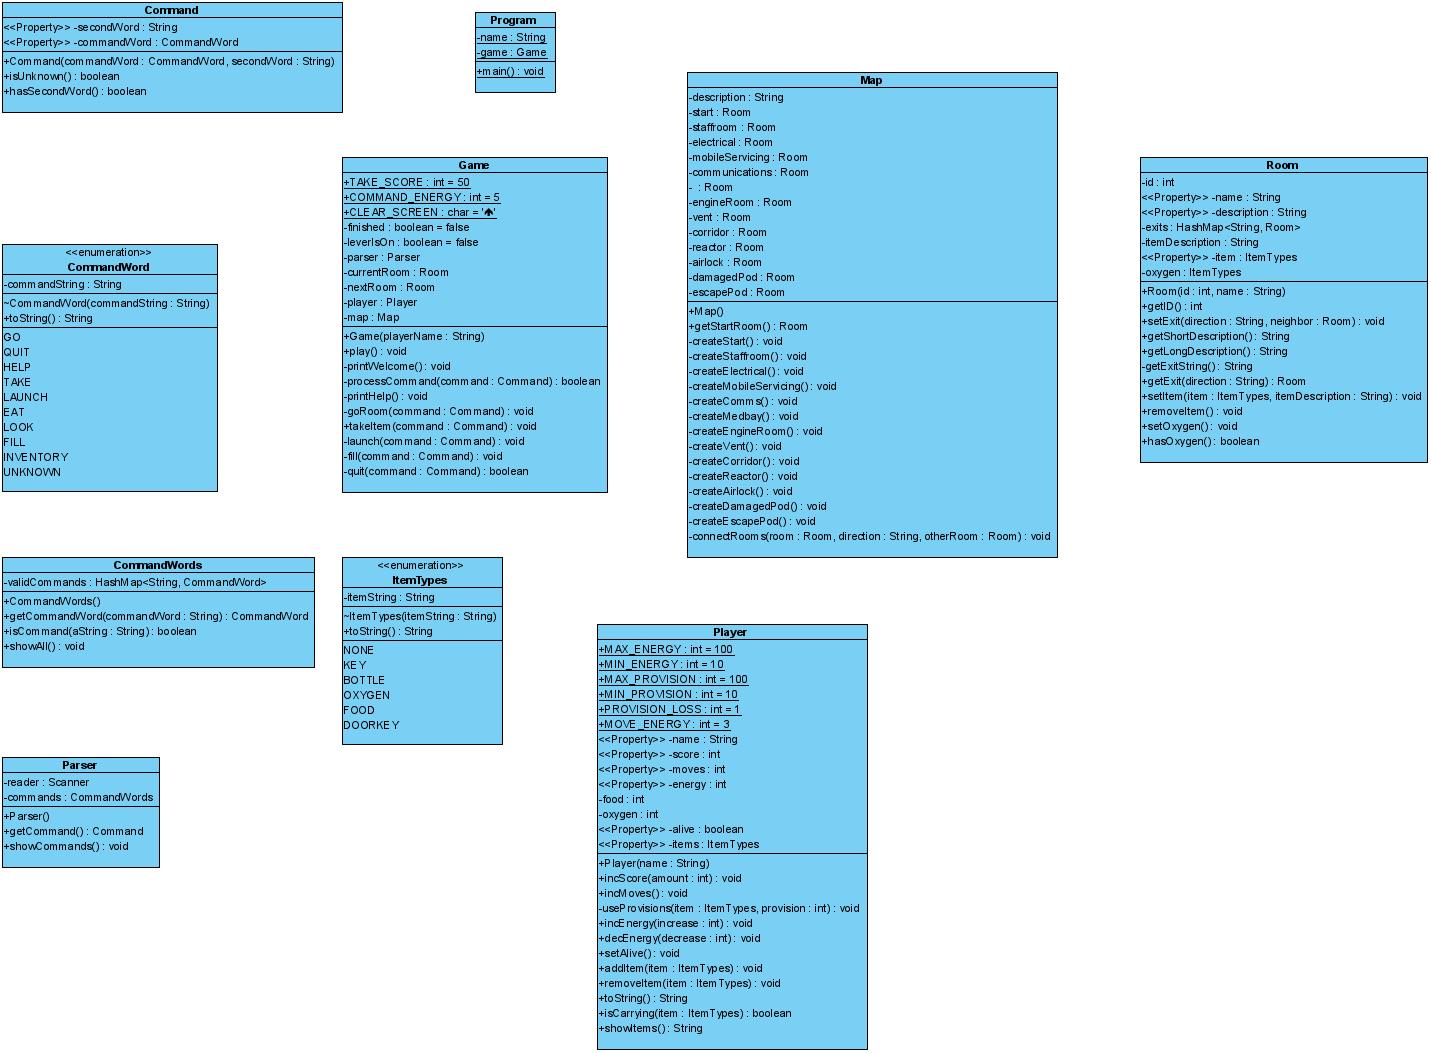 Command
<<Property>> -secondWord : String
<<Property>> -commandWord : CommandWord
+Command(commandWord : CommandWord, secondWord : String)
+isUnknown() : boolean
+hasSecondWord() : boolean
Program
-name : String
-game : Game
+main() : void
Map
-description : String
-start : Room
-staffroom : Room
-electrical : Room
-mobileServicing : Room
-communications : Room
- : Room
-engineRoom : Room
-vent : Room
-corridor : Room
-reactor : Room
-airlock : Room
-damagedPod : Room
-escapePod : Room
+Map()
+getStartRoom() : Room
-createStart() : void
-createStaffroom() : void
-createElectrical() : void
-createMobileServicing() : void
-createComms() : void
-createMedbay() : void
-createEngineRoom() : void
-createVent() : void
-createCorridor() : void
-createReactor() : void
-createAirlock() : void
-createDamagedPod() : void
-createEscapePod() : void
-connectRooms(room : Room, direction : String, otherRoom : Room) : void
Game
+TAKE_SCORE : int = 50
+COMMAND_ENERGY : int = 5
+CLEAR_SCREEN : char = ' '
-finished : boolean = false
-leverIsOn : boolean = false
-parser : Parser
-currentRoom : Room
-nextRoom : Room
-player : Player
-map : Map
+Game(playerName : String)
+play() : void
-printWelcome() : void
-processCommand(command : Command) : boolean
-printHelp() : void
-goRoom(command : Command) : void
+takeItem(command : Command) : void
-launch(command : Command) : void
-fill(command : Command) : void
-quit(command : Command) : boolean
Room
-id : int
<<Property>> -name : String
<<Property>> -description : String
-exits : HashMap<String, Room>
-itemDescription : String
<<Property>> -item : ItemTypes
-oxygen : ItemTypes
+Room(id : int, name : String)
+getID() : int
+setExit(direction : String, neighbor : Room) : void
+getShortDescription() : String
+getLongDescription() : String
-getExitString() : String
+getExit(direction : String) : Room
+setItem(item : ItemTypes, itemDescription : String) : void
+removeItem() : void
+setOxygen() : void
+hasOxygen() : boolean
<<enumeration>>
CommandWord
-commandString : String
~CommandWord(commandString : String)
+toString() : String
GO
QUIT
HELP
TAKE
LAUNCH
EAT
LOOK
FILL
INVENTORY
UNKNOWN
CommandWords
-validCommands : HashMap<String, CommandWord>
+CommandWords()
+getCommandWord(commandWord : String) : CommandWord
+isCommand(aString : String) : boolean
+showAll() : void
<<enumeration>>
ItemTypes
-itemString : String
~ItemTypes(itemString : String)
+toString() : String
NONE
KEY
BOTTLE
OXYGEN
FOOD
DOORKEY
Player
+MAX_ENERGY : int = 100
+MIN_ENERGY : int = 10
+MAX_PROVISION : int = 100
+MIN_PROVISION : int = 10
+PROVISION_LOSS : int = 1
+MOVE_ENERGY : int = 3
<<Property>> -name : String
<<Property>> -score : int
<<Property>> -moves : int
<<Property>> -energy : int
-food : int
-oxygen : int
<<Property>> -alive : boolean
<<Property>> -items : ItemTypes
+Player(name : String)
+incScore(amount : int) : void
+incMoves() : void
-useProvisions(item : ItemTypes, provision : int) : void
+incEnergy(increase : int) : void
+decEnergy(decrease : int) : void
+setAlive() : void
+addItem(item : ItemTypes) : void
+removeItem(item : ItemTypes) : void
+toString() : String
+isCarrying(item : ItemTypes) : boolean
+showItems() : String
Parser
-reader : Scanner
-commands : CommandWords
+Parser()
+getCommand() : Command
+showCommands() : void